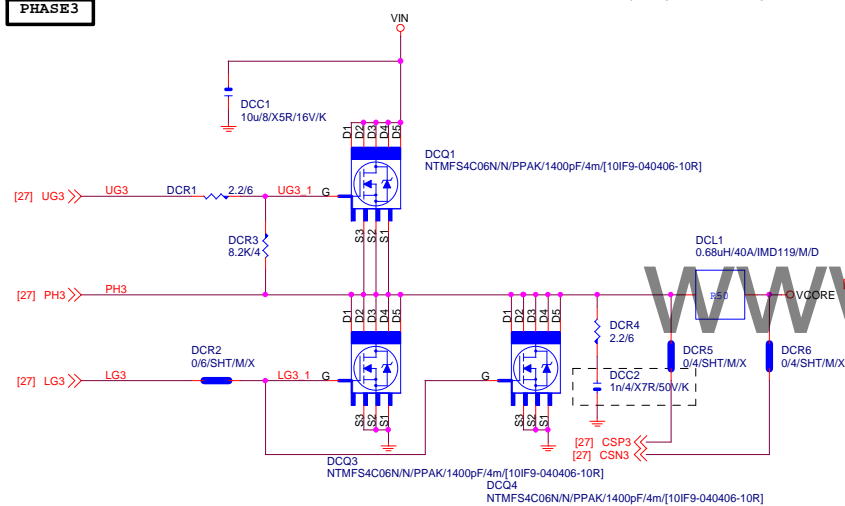 PHASE3
VIN
DCC1
10u/8/X5R/16V/K
D1
D2
D3
D4
D5
DCQ1
NTMFS4C06N/N/PPAK/1400pF/4m/[10IF9-040406-10R]
[27] UG3
UG3
DCR1
2.2/6
UG3_1
G
S3
S2
S1
DCR3
8.2K/4
DCL1
0.68uH/40A/IMD119/M/D
[27] PH3
PH3
R50
VCORE
WWW
D1
D2
D3
D4
D5
D1
D2
D3
D4
D5
DCR4
2.2/6
DCR2
0/6/SHT/M/X
DCR5
0/4/SHT/M/X
DCR6
0/4/SHT/M/X
[27] LG3
LG3
LG3_1
G
G
DCC2
1n/4/X7R/50V/K
S3
S2
S1
S3
S2
S1
[27] CSP3
[27] CSN3
DCQ3
NTMFS4C06N/N/PPAK/1400pF/4m/[10IF9-040406-10R]
DCQ4
NTMFS4C06N/N/PPAK/1400pF/4m/[10IF9-040406-10R]